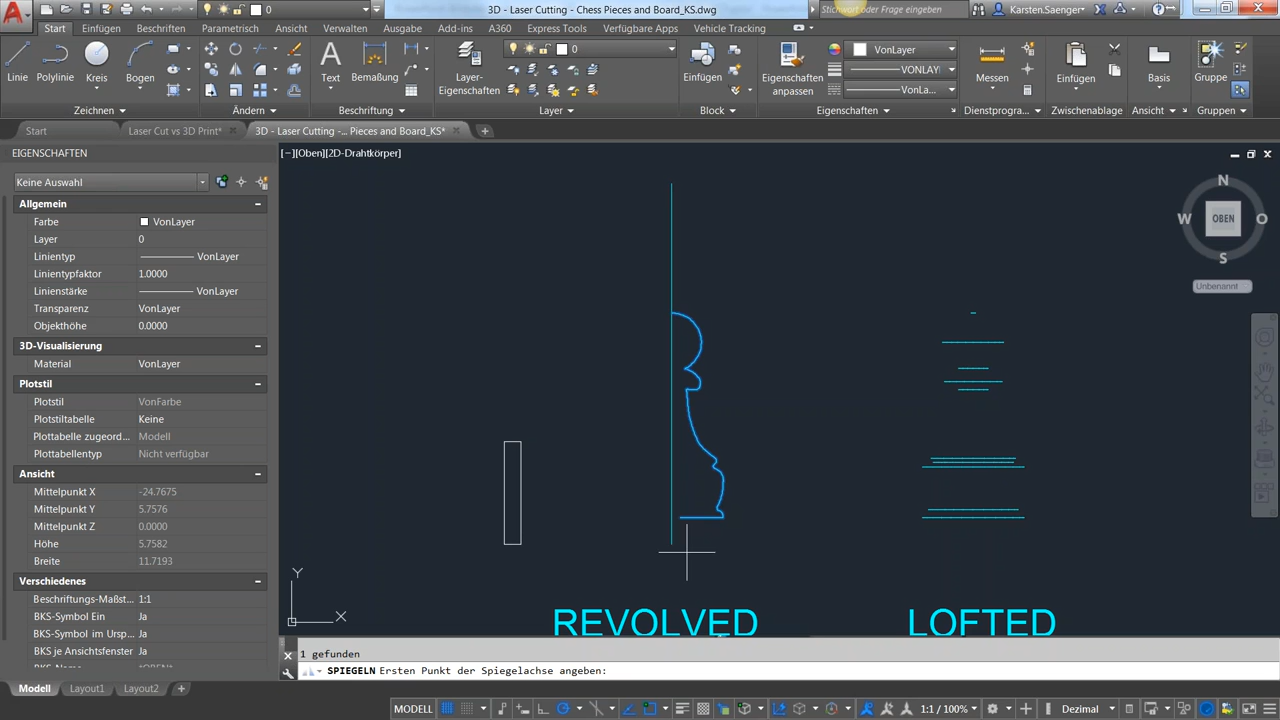 0
3D - Laser Cutting - Chess Pieces and Board_KS.dwg
Stichwort oder Frage eingeben
Karsten.Saenger
Start
Einfügen
Beschriften
Parametrisch
Ansicht
Verwalten
Ausgabe
Add-ins
A360
Express Tools
Verfügbare Apps
Vehicle Tracking
Linie
Polylinie
Kreis
Bogen
Text
Bemaßung
Layer-
Eigenschaften
0
Einfügen
Eigenschaften
anpassen
VonLayer
VONLAY
VonLa...
Messen
Einfügen
Basis
Gruppe
Zeichnen
Ändern
Beschriftung
Layer
Block
Eigenschaften
Dienstprogra...
Zwischenablage
Ansicht
Gruppen
Start
Laser Cut vs 3D Print*
3D - Laser Cutting -... Pieces and Board_KS*
EIGENSCHAFTEN
[−][Oben][2D-Drahtkörper]
Keine Auswahl
Allgemein
Farbe VonLayer
Layer 0
Linientyp VonLayer
Linientypfaktor 1.0000
Linienstärke VonLayer
Transparenz VonLayer
Objekthöhe 0.0000
3D-Visualisierung
Material VonLayer
Plotstil
Plotstil VonFarbe
Plotstiltabelle Keine
Plottabelle zugeord... Modell
Plottabellentyp Nicht verfügbar
Ansicht
Mittelpunkt X -24.7675
Mittelpunkt Y 5.7576
Mittelpunkt Z 0.0000
Höhe 5.7582
Breite 11.7193
Verschiedenes
Beschriftungs-Maßst... 1:1
BKS-Symbol Ein Ja
BKS-Symbol im Ursp... Ja
BKS je Ansichtsfenster Ja
BKS-Name *OBEN*
N
W
OBEN
O
S
Unbenannt
Y
X
REVOLVED
LOFTED
1 gefunden
SPIEGELN Ersten Punkt der Spiegelachse angeben:
Modell
Layout1
Layout2
MODELL
1:1 / 100%
Dezimal